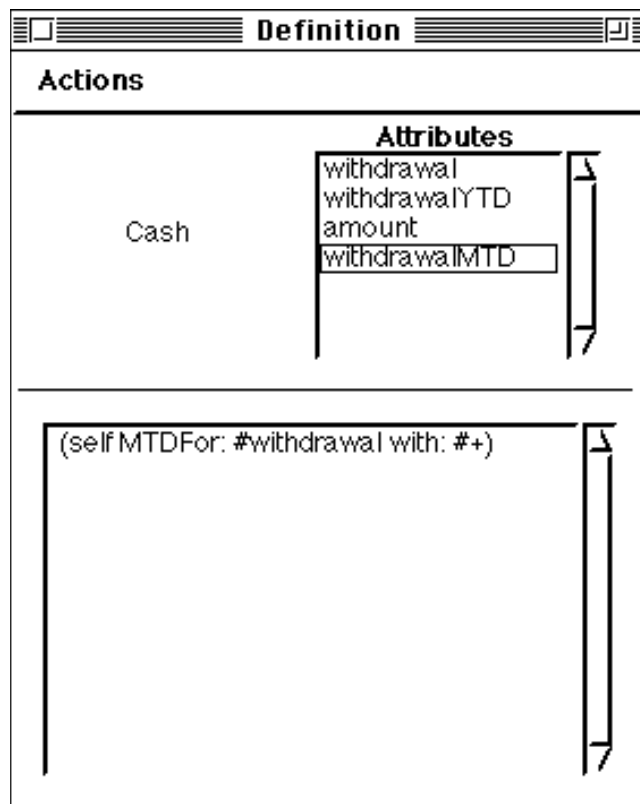 Definition
Actions
Attributes
withdrawal
withdrawalYTD
amount
Cash
withdrawalMTD
(self MTDFor: #withdrawal with: #+)